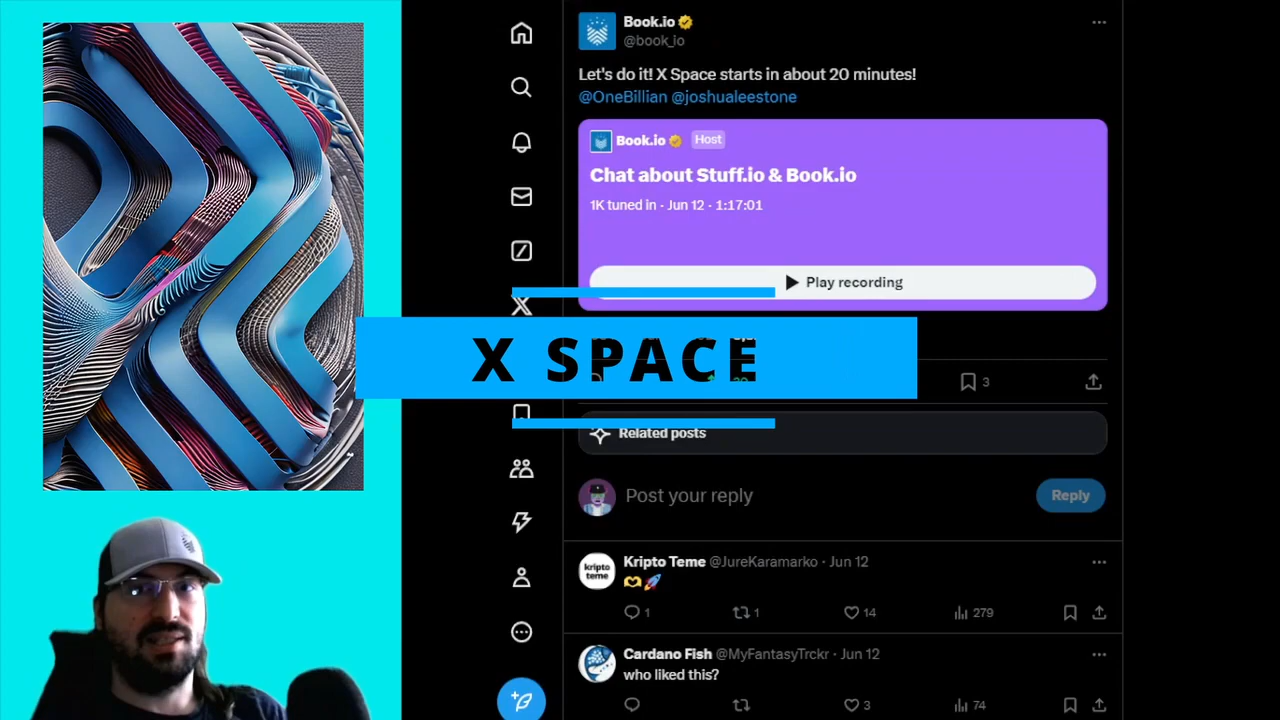 Book.io
@book_io
Let's do it! X Space starts in about 20 minutes!
@OneBillian @joshualeestone
Book.io Host
Chat about Stuff.io & Book.io
1K tuned in · Jun 12 · 1:17:01
Play recording
X SPACE
3
Related posts
Post your reply
Reply
Kripto Teme @JureKaramarko · Jun 12
kripto
teme
1 1 14 279
Cardano Fish @MyFantasyTrckr · Jun 12
who liked this?
3 74